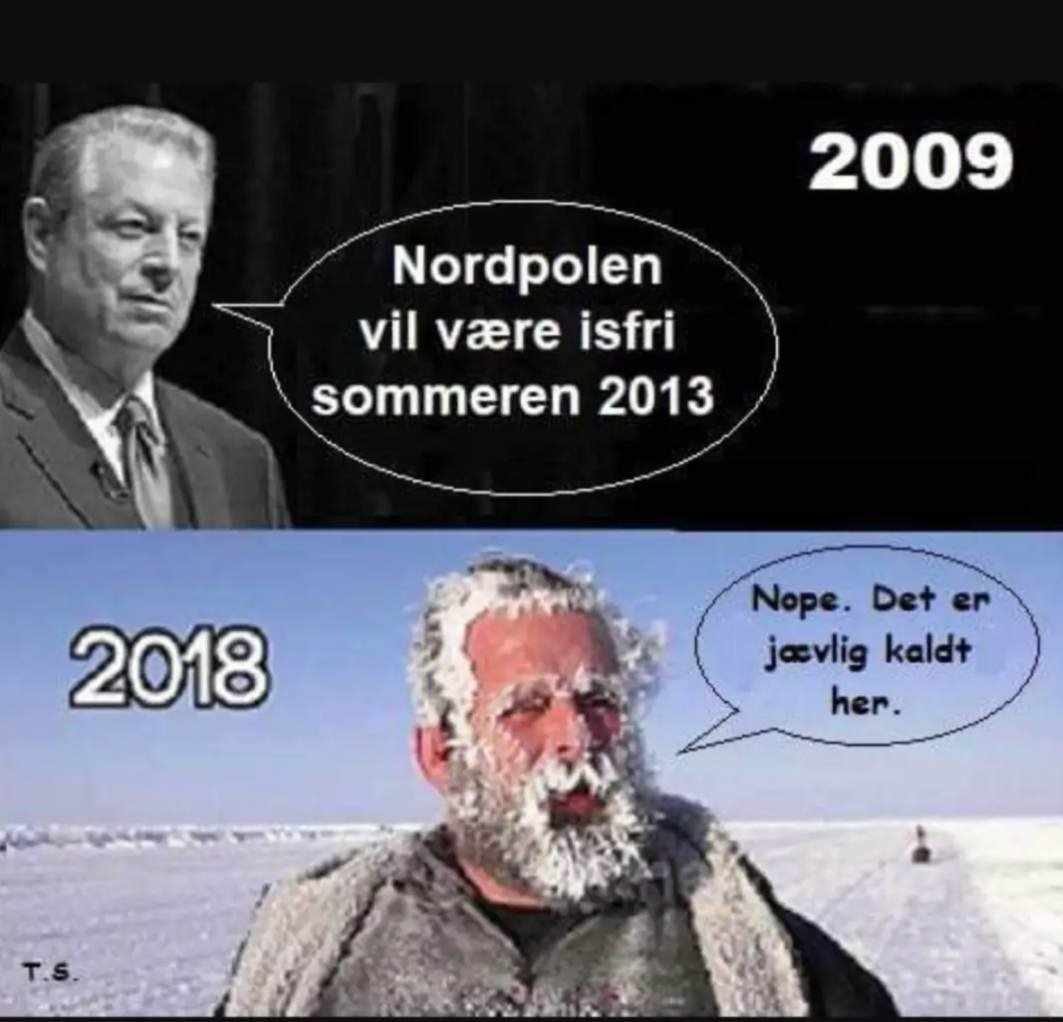 2009
Nordpolen
vil være isfri
sommeren 2013
2018
Nope. Det er
jævlig kaldt
her.
T.S.